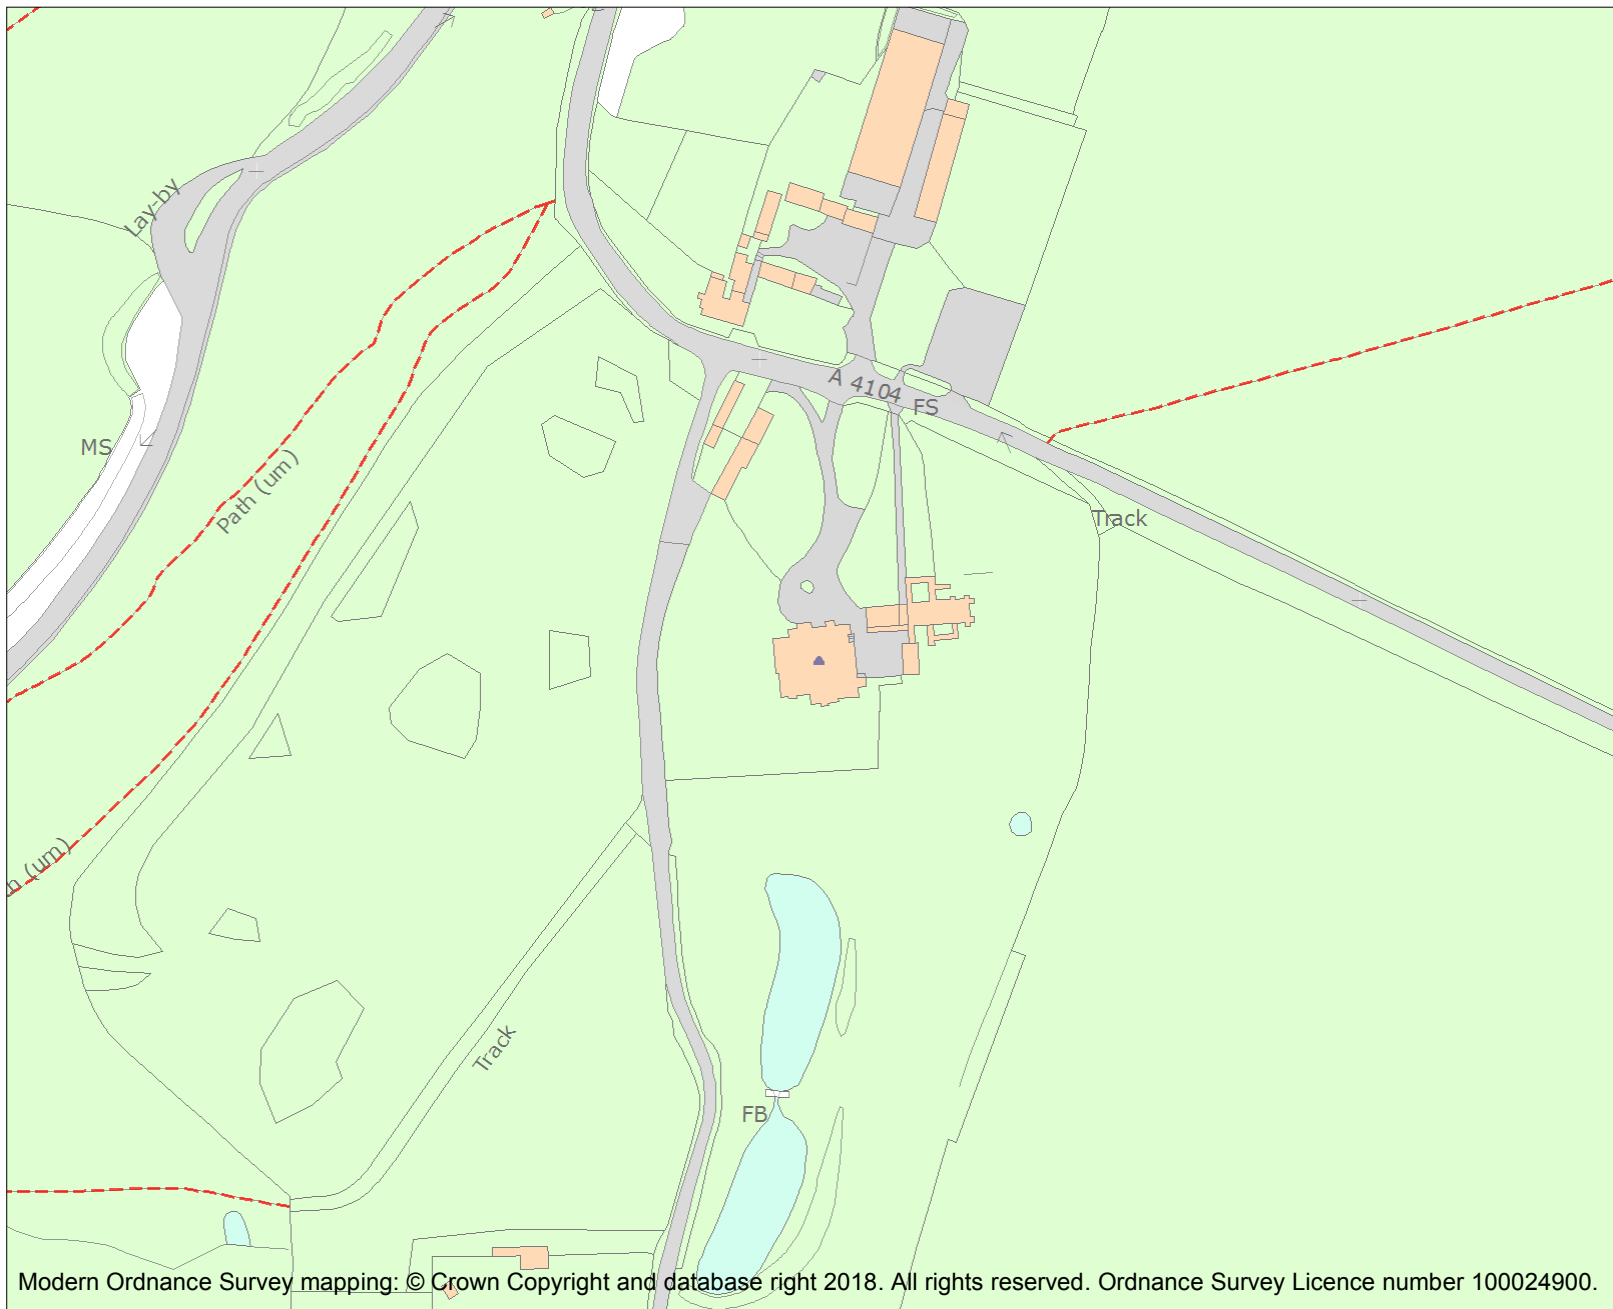 Lay-by
A 4104
FS
MS
Path (um)
Track
h (um)
Track
FB
Modern Ordnance Survey mapping: © Crown Copyright and database right 2018. All rights reserved. Ordnance Survey Licence number 100024900.